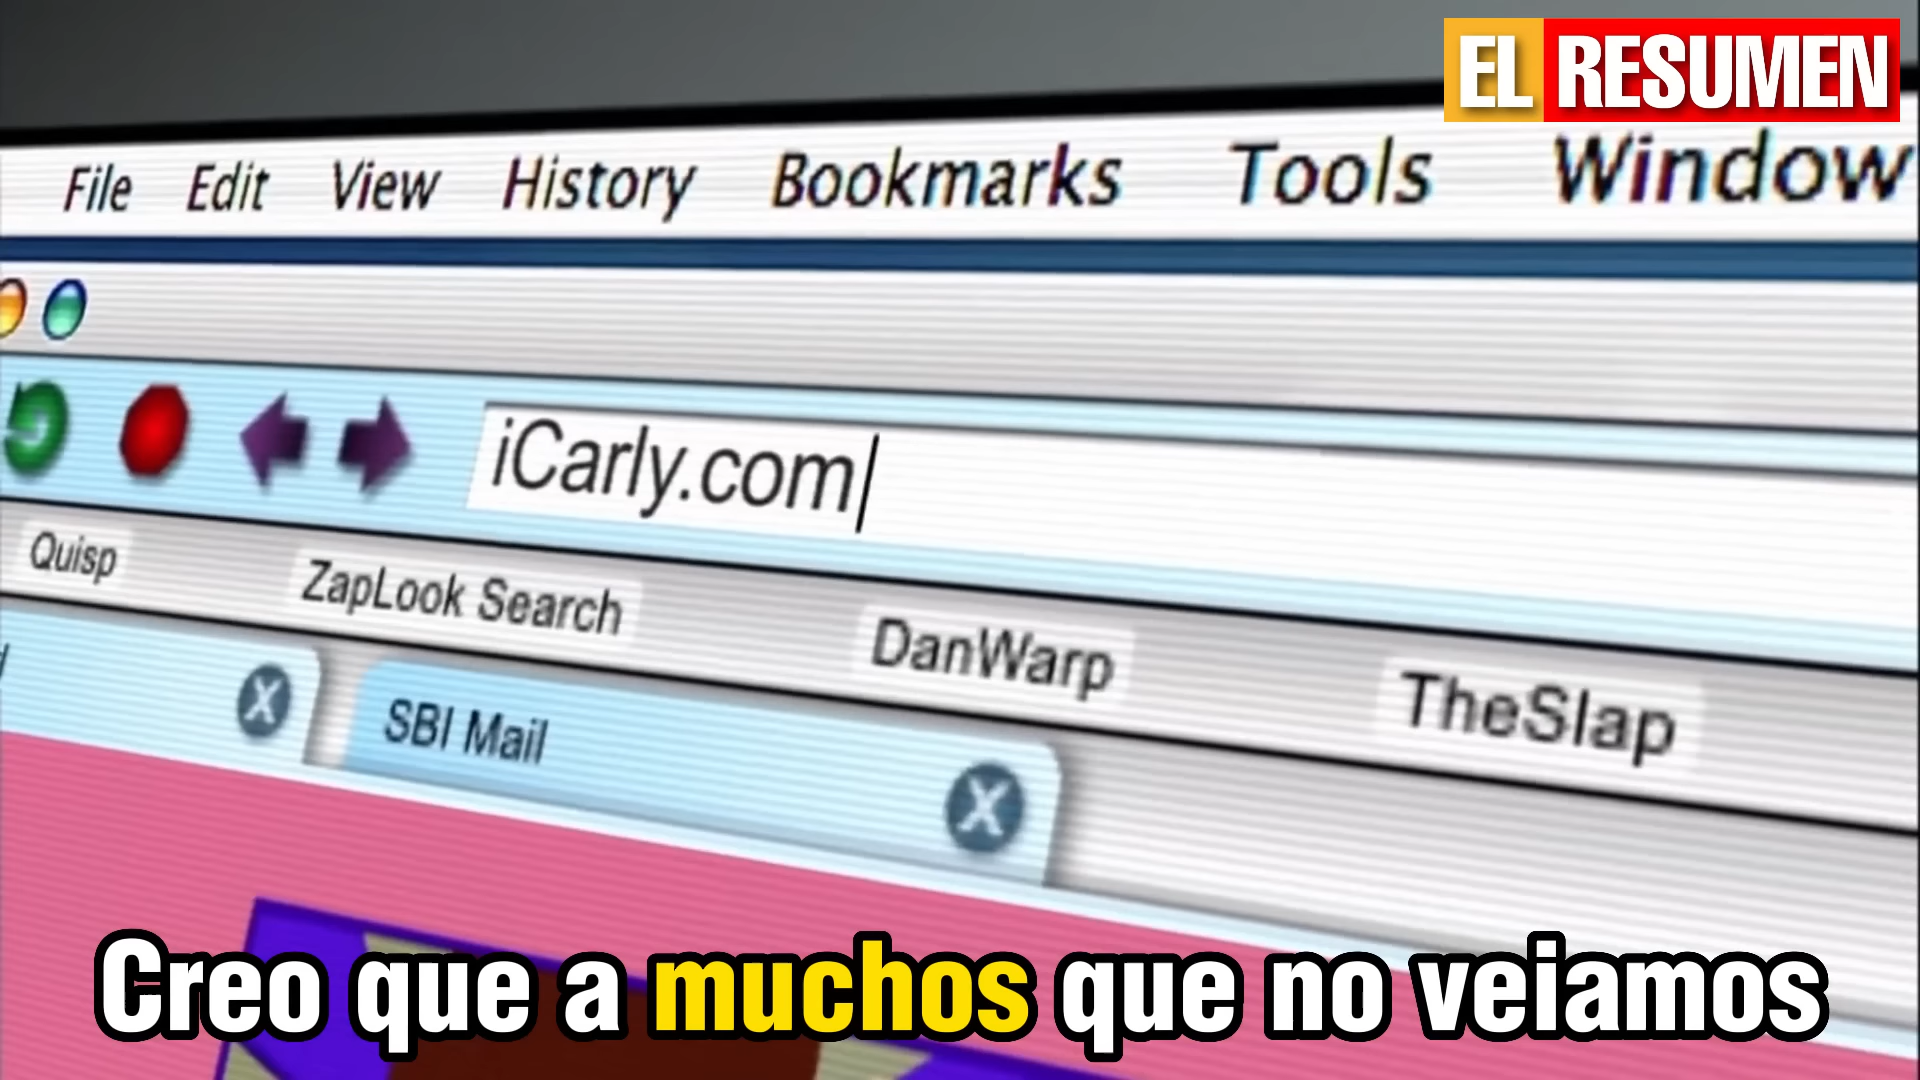 EL RESUMEN
File Edit View History Bookmarks Tools Window
iCarly.com
Quisp ZapLook Search DanWarp TheSlap
X SBI Mail X
Creo que a muchos que no veiamos